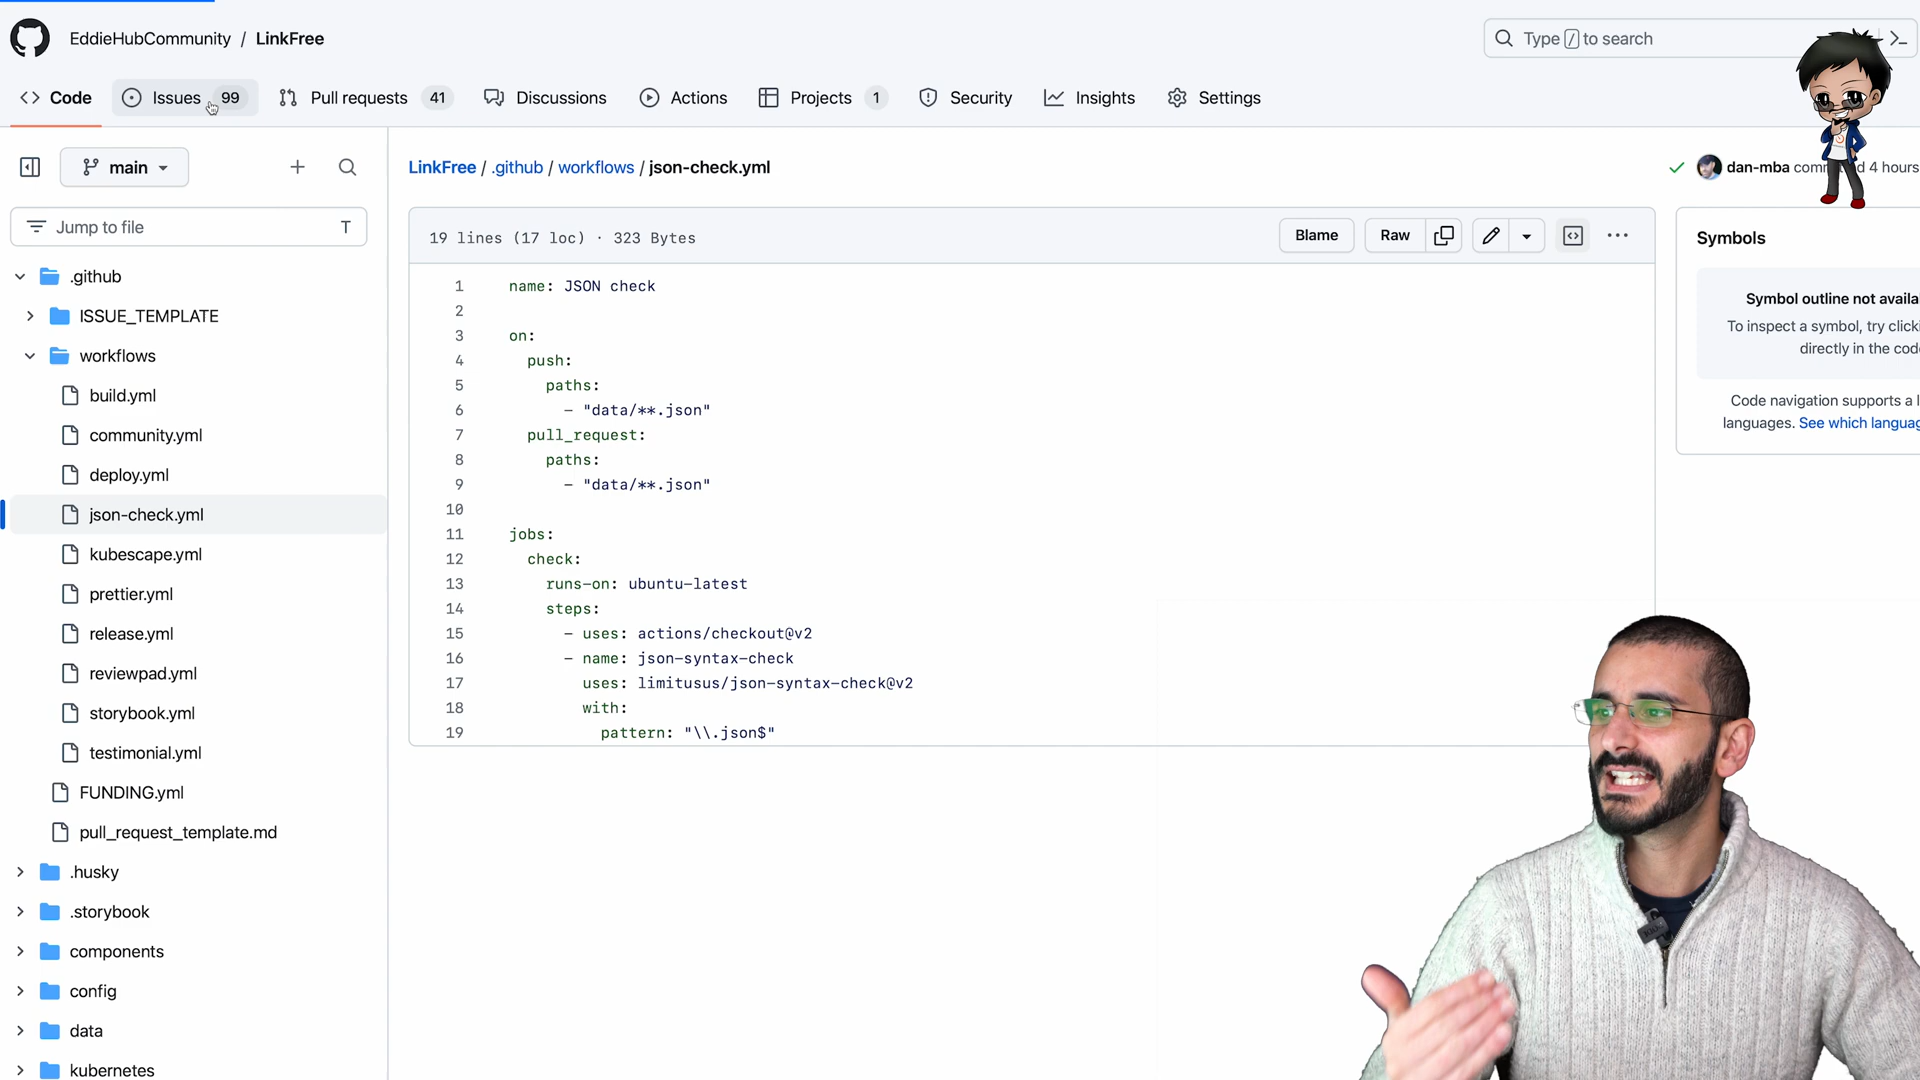 EddieHubCommunity / LinkFree
Type / to search
Code
Issues 99
Pull requests 41
Discussions
Actions
Projects 1
Security
Insights
Settings
main
LinkFree / .github / workflows / json-check.yml
dan-mba
4 hours
Jump to file T
19 lines (17 loc) · 323 Bytes
Blame
Raw
Symbols
Symbol outline not
To inspect a symbol, try
directly in the
Code navigation supports a
languages. See which
.github
ISSUE_TEMPLATE
workflows
build.yml
community.yml
deploy.yml
json-check.yml
kubescape.yml
prettier.yml
release.yml
reviewpad.yml
storybook.yml
testimonial.yml
FUNDING.yml
pull_request_template.md
.husky
.storybook
components
config
data
kubernetes
1 name: JSON check
2
3 on:
4 push:
5 paths:
6 - "data/**.json"
7 pull_request:
8 paths:
9 - "data/**.json"
10
11 jobs:
12 check:
13 runs-on: ubuntu-latest
14 steps:
15 - uses: actions/checkout@v2
16 - name: json-syntax-check
17 uses: limitusus/json-syntax-check@v2
18 with:
19 pattern: "\\.json$"